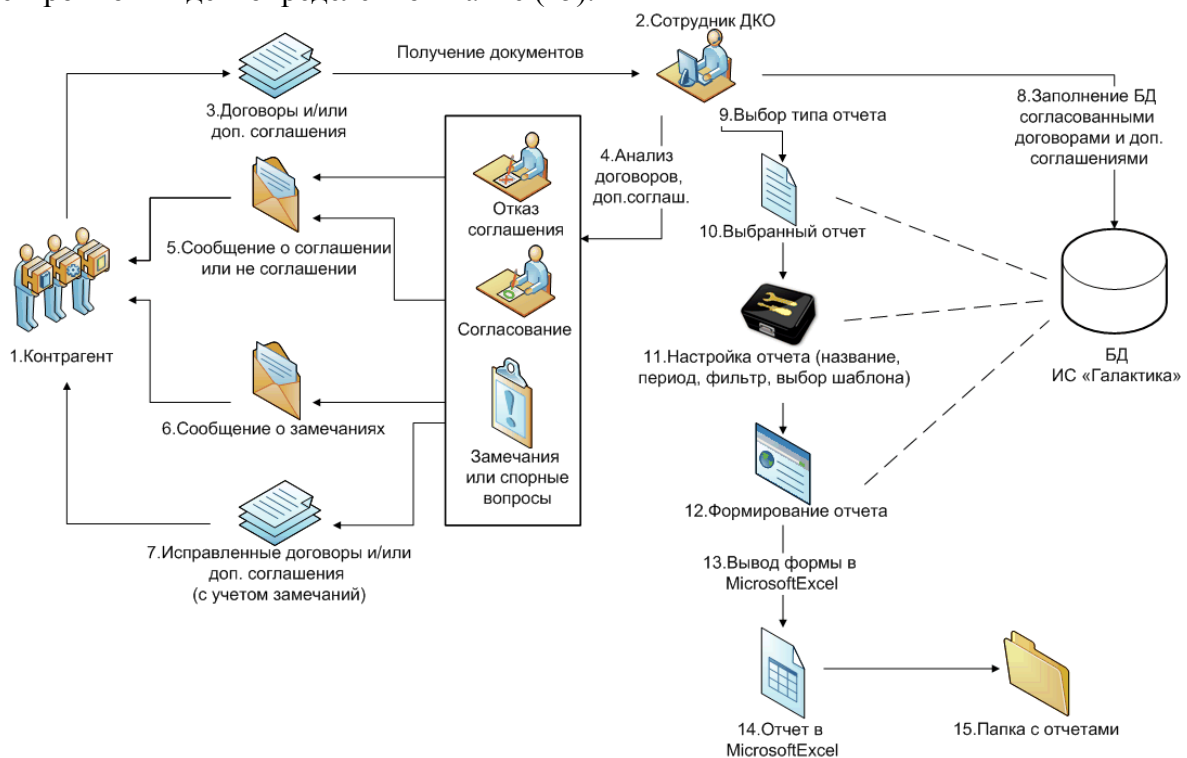 2.Сотрудник ДКО
Получение документов
3.Договоры и/или
доп. соглашения
8.Заполнение БД
согласованными
договорами и доп.
соглашениями
9.Выбор типа отчета
4.Анализ
договоров,
доп.соглаш.
Отказ
соглашения
10.Выбранный отчет
5.Сообщение о соглашении
или не соглашении
Согласование
1.Контрагент
11.Настройка отчета (название,
период, фильтр, выбор шаблона)
БД
ИС «Галактика»
6.Сообщение о замечаниях
Замечания
или спорные
вопросы
12.Формирование отчета
7.Исправленные договоры и/или
доп. соглашения
(с учетом замечаний)
13.Вывод формы в
MicrosoftExcel
14.Отчет в
MicrosoftExcel
15.Папка с отчетами